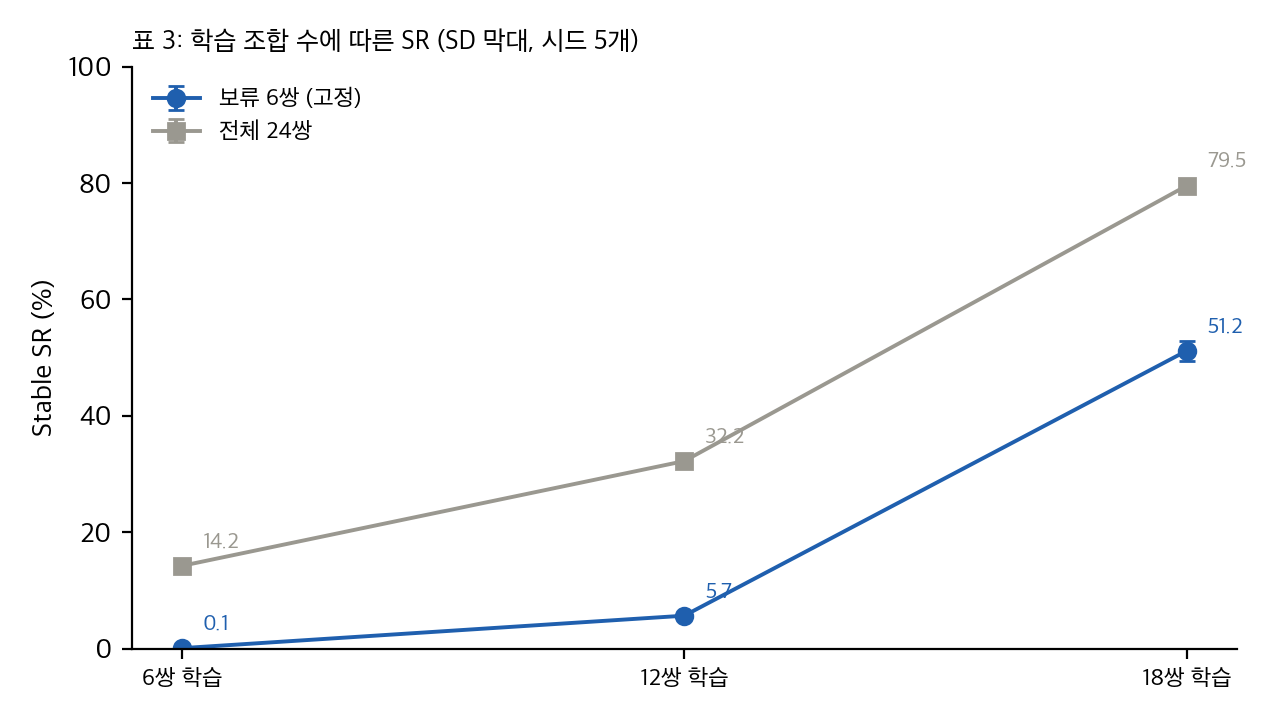 표 3: 학습 조합 수에 따른 SR (SD 막대, 시드 5개)
보류 6쌍 (고정)
전체 24쌍
Stable SR (%)
100
80
60
40
20
0
79.5
51.2
32.2
14.2
5.7
0.1
6쌍 학습
12쌍 학습
18쌍 학습